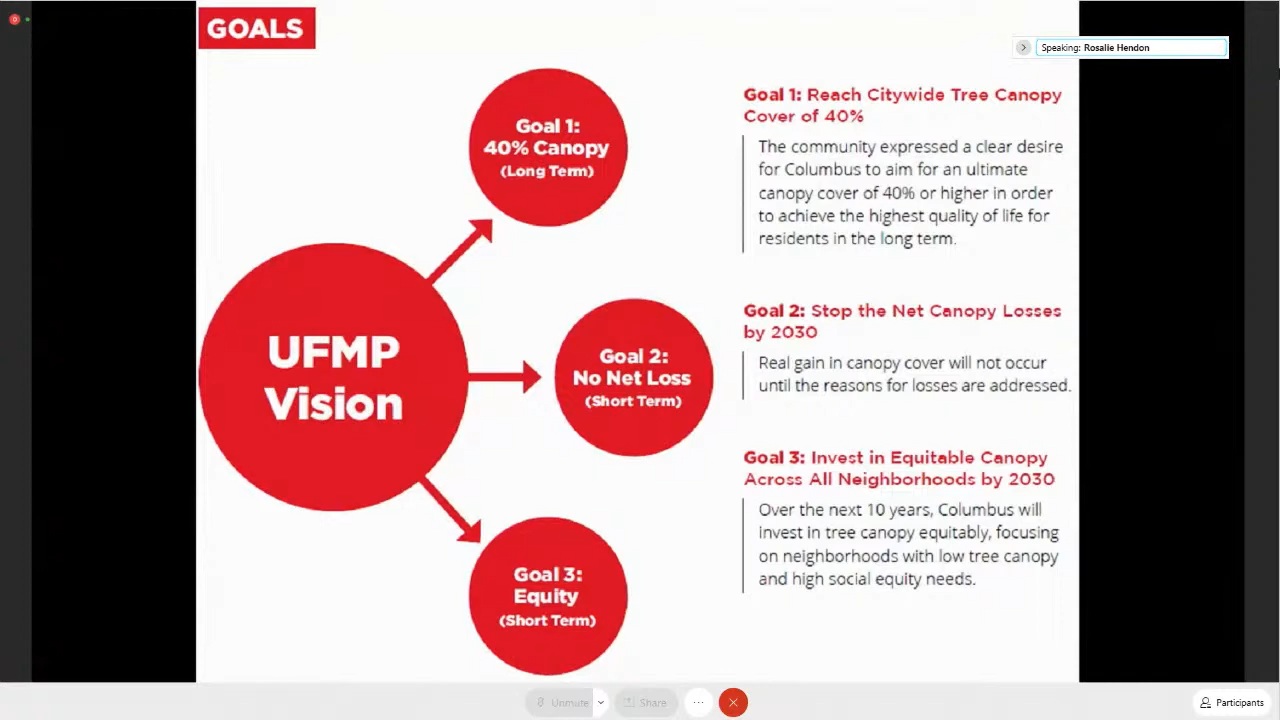 GOALS
Speaking: Rosalie Hendon
Goal 1:
40% Canopy
(Long Term)
UFMP
Vision
Goal 2:
No Net Loss
(Short Term)
Goal 3:
Equity
(Short Term)
Goal 1: Reach Citywide Tree Canopy
Cover of 40%
The community expressed a clear desire
for Columbus to aim for an ultimate
canopy cover of 40% or higher in order
to achieve the highest quality of life for
residents in the long term.
Goal 2: Stop the Net Canopy Losses
by 2030
Real gain in canopy cover will not occur
until the reasons for losses are addressed.
Goal 3: Invest in Equitable Canopy
Across All Neighborhoods by 2030
Over the next 10 years, Columbus will
invest in tree canopy equitably, focusing
on neighborhoods with low tree canopy
and high social equity needs.
Unmute
Share
Participants